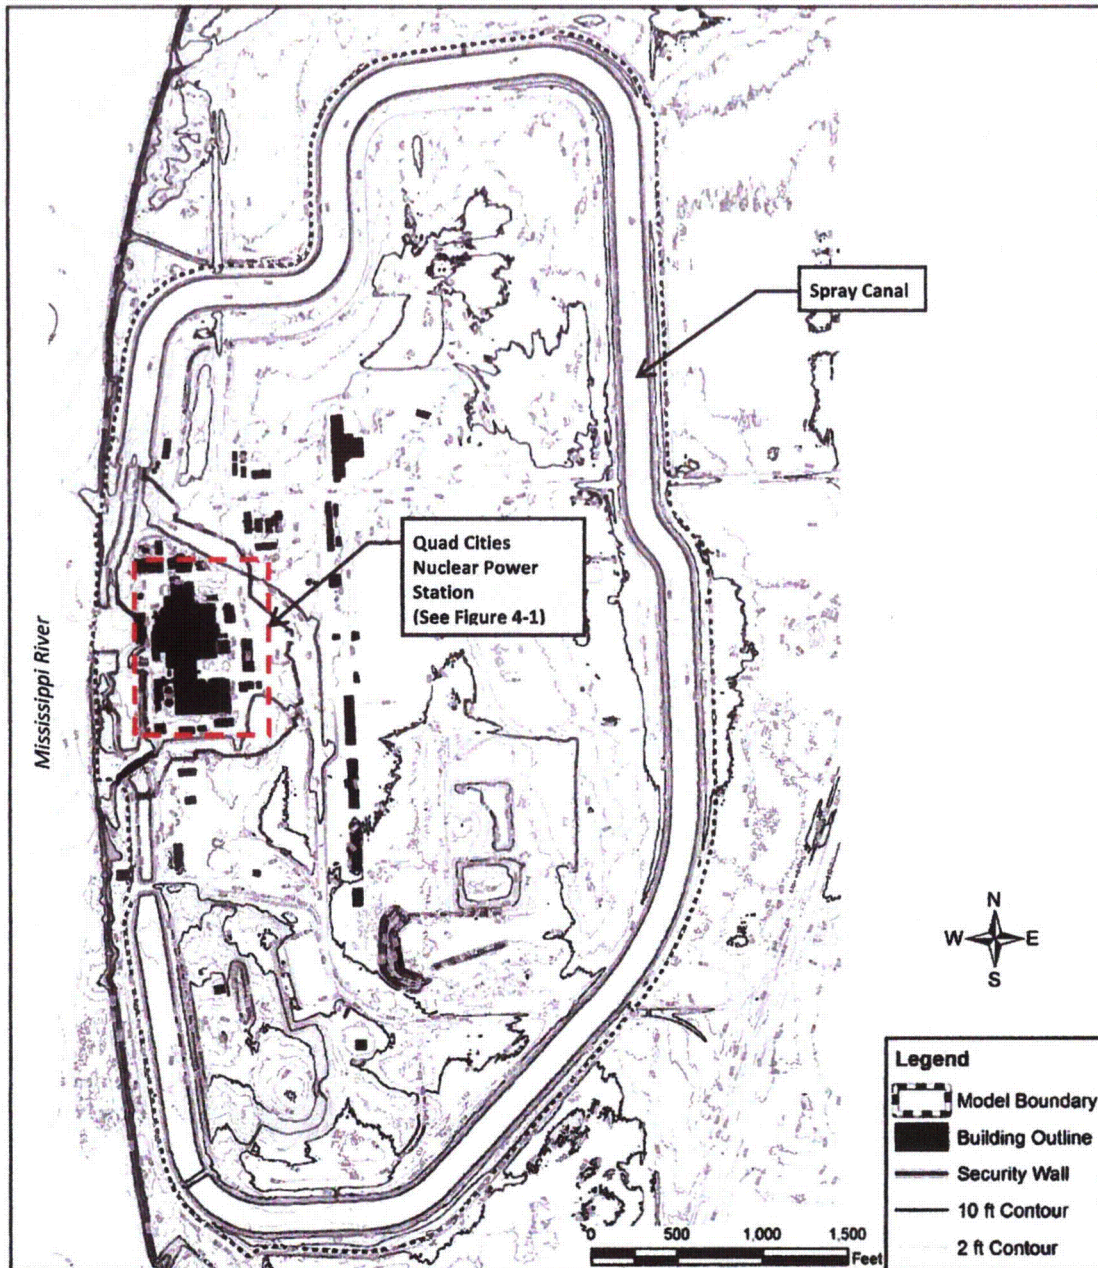 Spray Canal
Quad Cities
Nuclear Power
Station
(See Figure 4-1)
Mississippi River
N
W E
S
Legend
Model Boundary
Building Outline
Security Wall
10 ft Contour
2 ft Contour
0 500 1,000 1,500
Feet